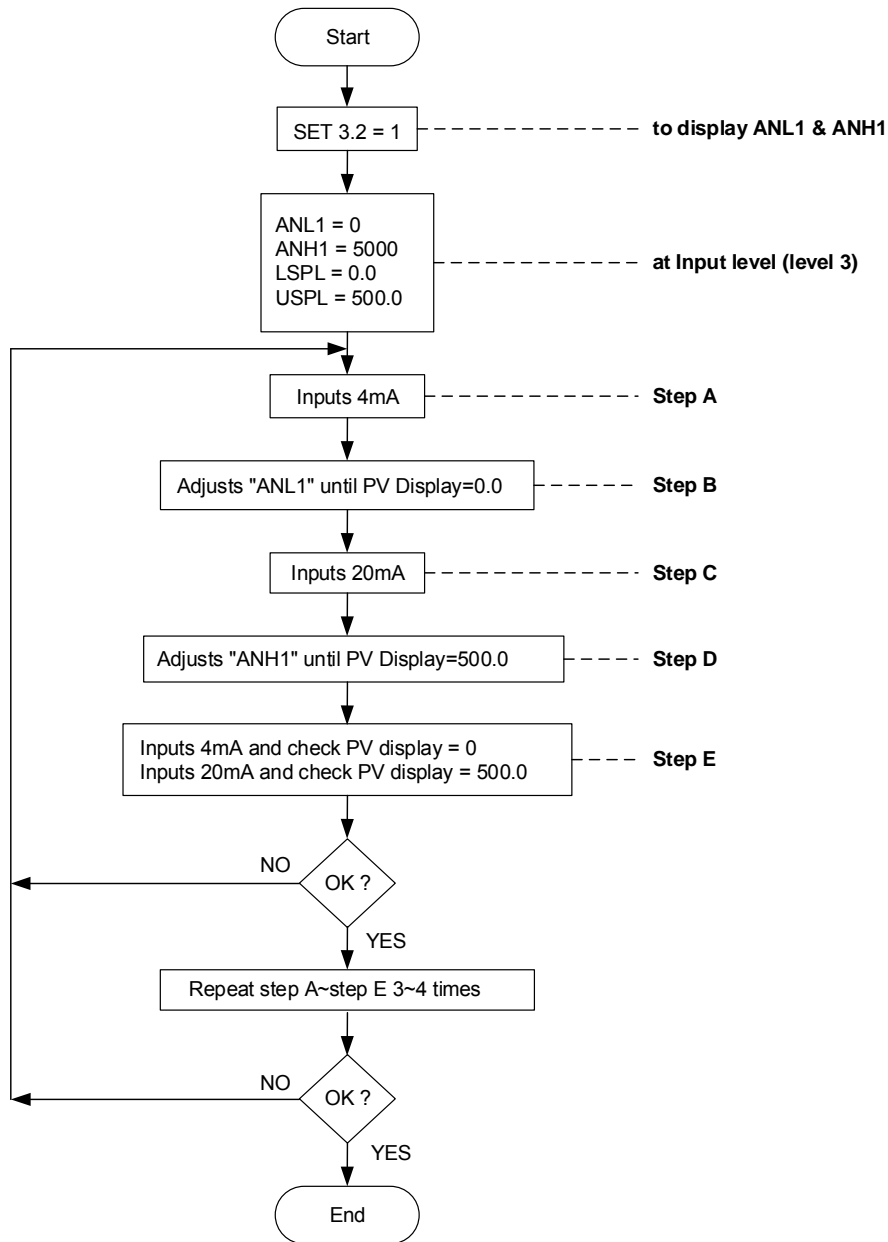 Start
SET 3.2 = 1
to display ANL1 & ANH1
ANL1 = 0
ANH1 = 5000
LSPL = 0.0
USPL = 500.0
at Input level (level 3)
Inputs 4mA
Step A
Adjusts "ANL1" until PV Display=0.0
Step B
Inputs 20mA
Step C
Adjusts "ANH1" until PV Display=500.0
Step D
Inputs 4mA and check PV display = 0
Inputs 20mA and check PV display = 500.0
Step E
NO
OK ?
YES
Repeat step A~step E 3~4 times
NO
OK ?
YES
End